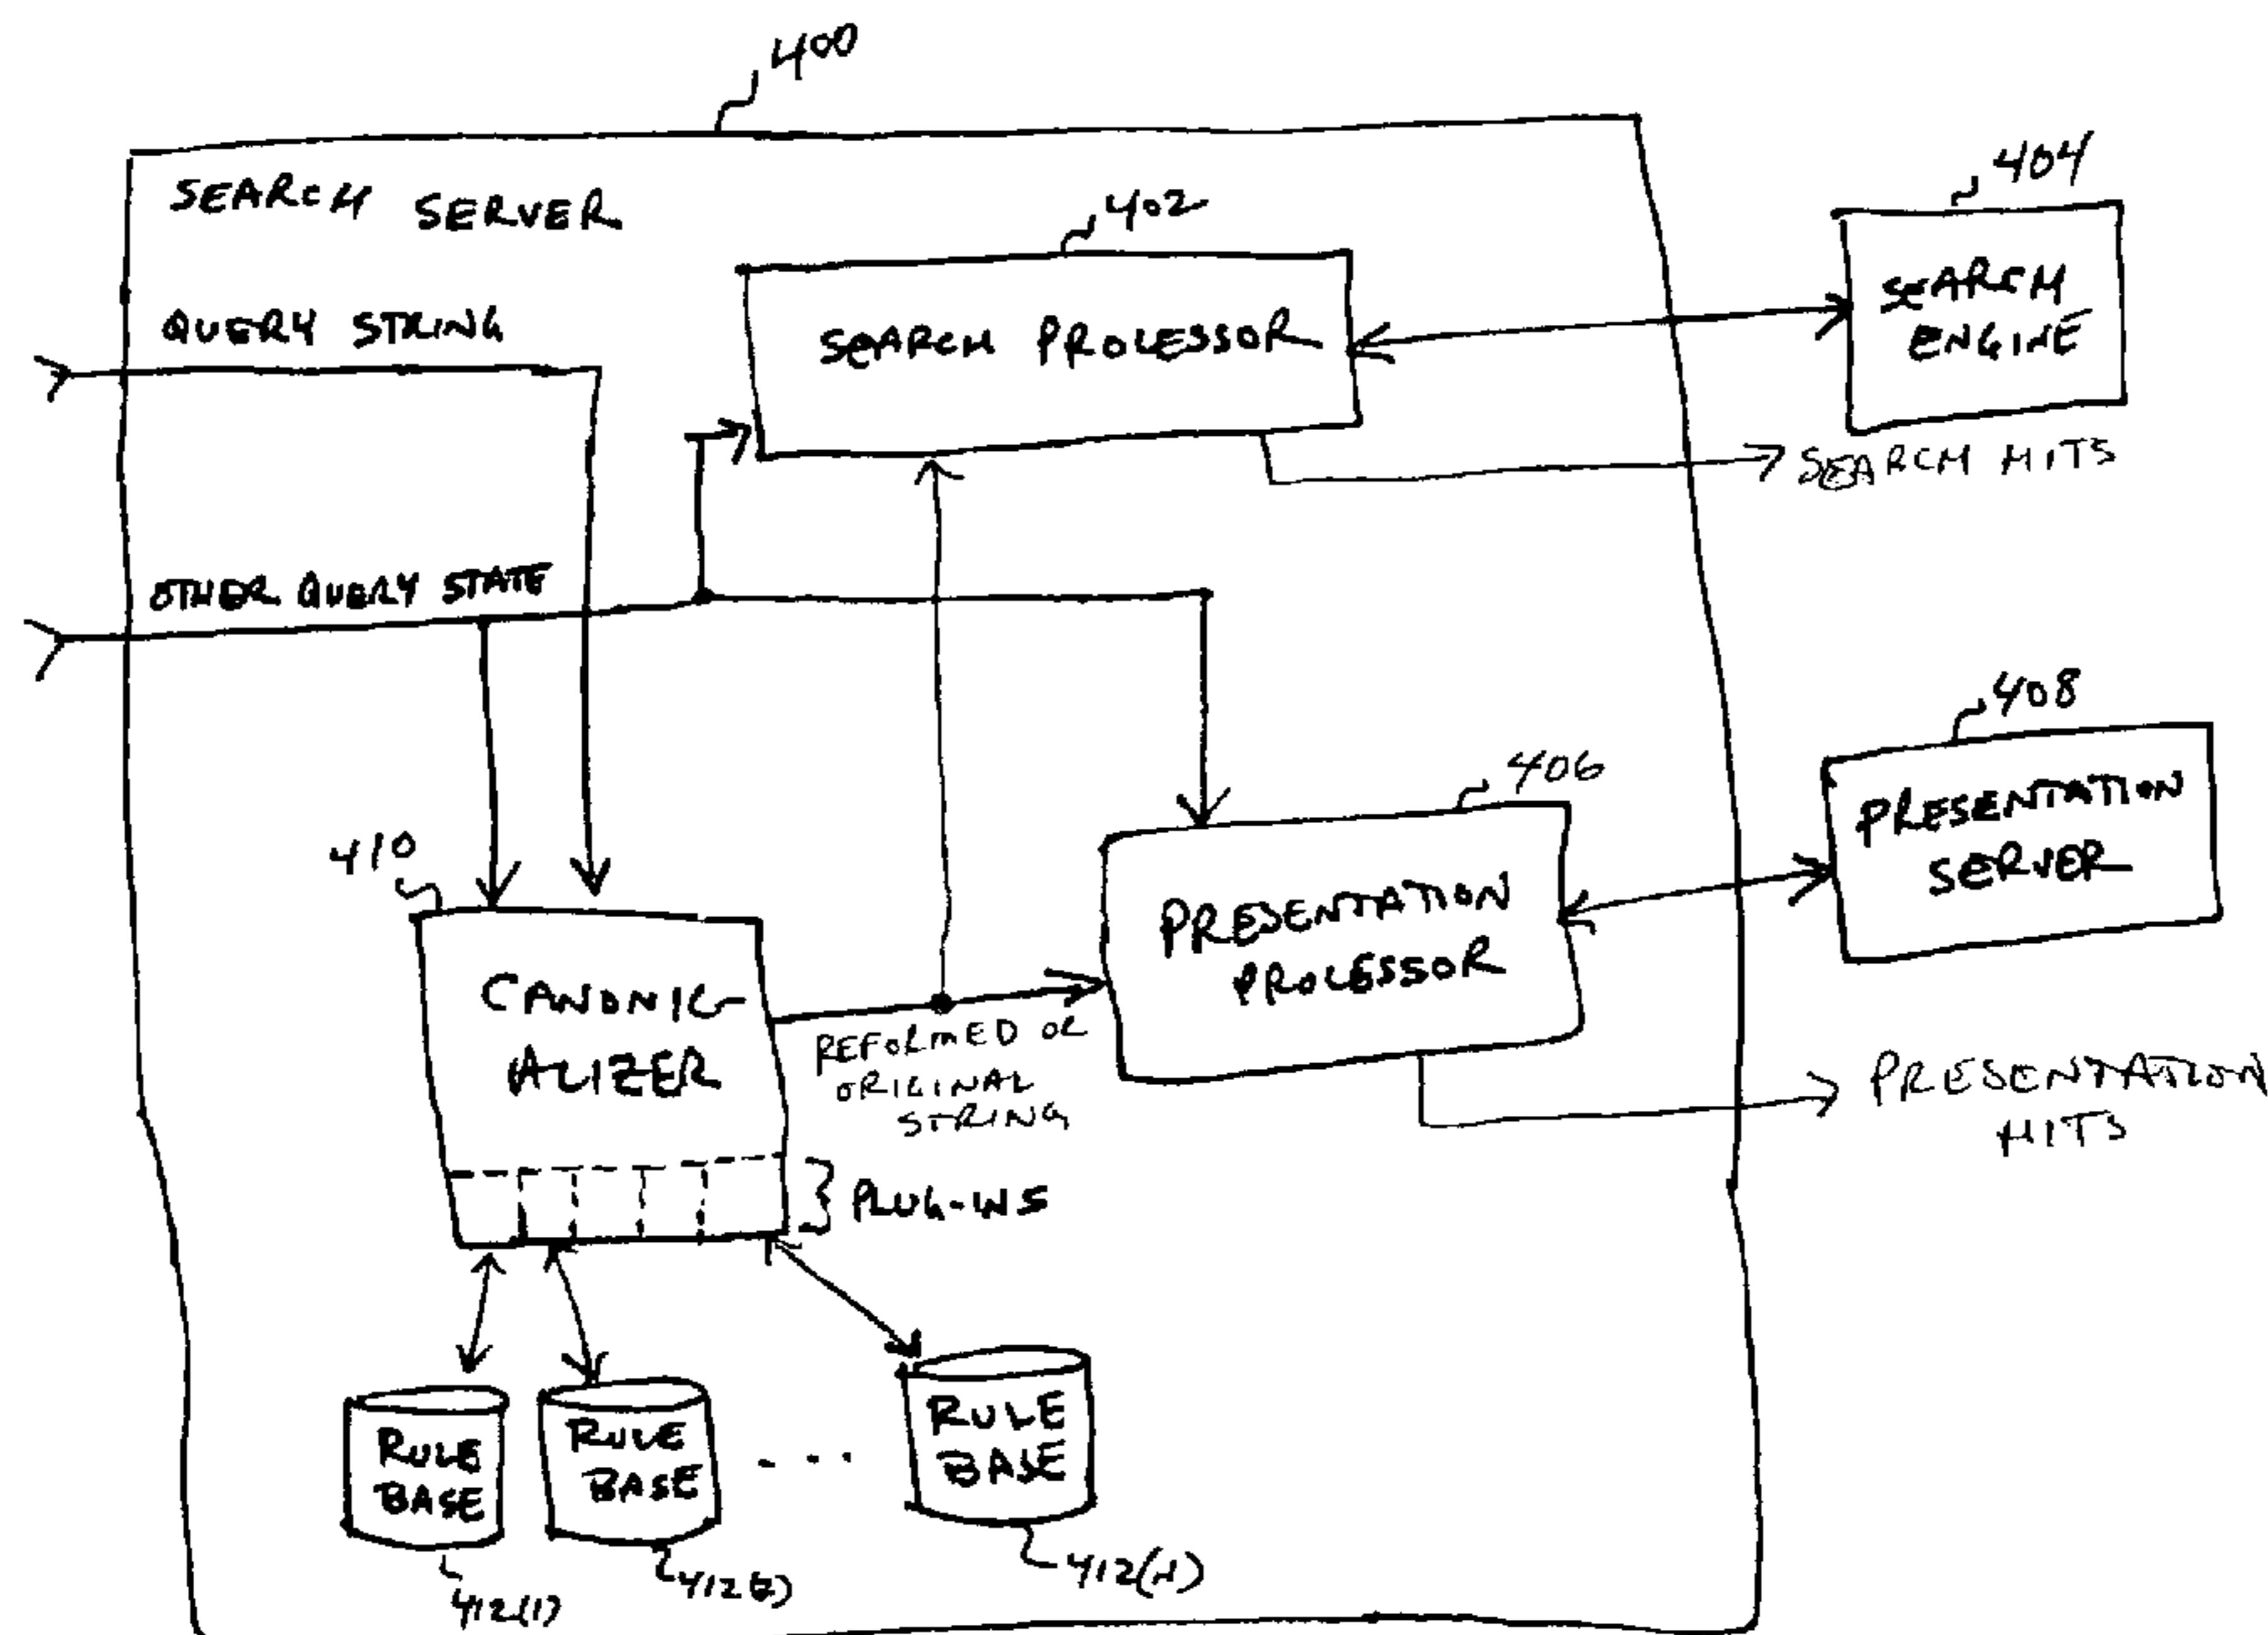 400
SEARCH SERVER
404
402
SEARCH
ENGINE
SEARCH PROCESSOR
QUERY STRING
SEARCH HITS
OTHER QUERY STATE
408
406
PRESENTATION
SERVER
410
PRESENTATION
PROCESSOR
CANONIC-
ALIZER
REFORMED OR
ORIGINAL
STRING
PRESENTATION
HITS
PLUG-INS
RULE
BASE
RULE
BASE
...
RULE
BASE
412(1)
412(2)
412(N)